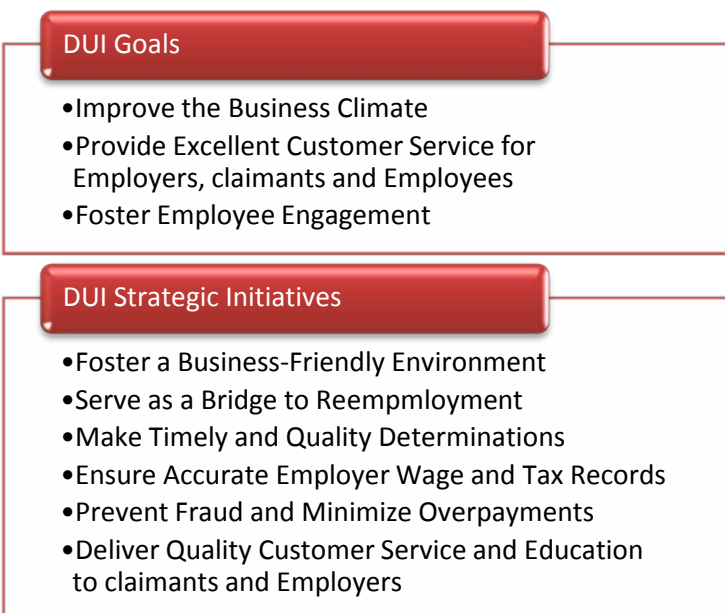 DUI Goals
•Improve the Business Climate
•Provide Excellent Customer Service for
Employers, claimants and Employees
•Foster Employee Engagement
DUI Strategic Initiatives
•Foster a Business-Friendly Environment
•Serve as a Bridge to Reempmloyment
•Make Timely and Quality Determinations
•Ensure Accurate Employer Wage and Tax Records
•Prevent Fraud and Minimize Overpayments
•Deliver Quality Customer Service and Education
to claimants and Employers